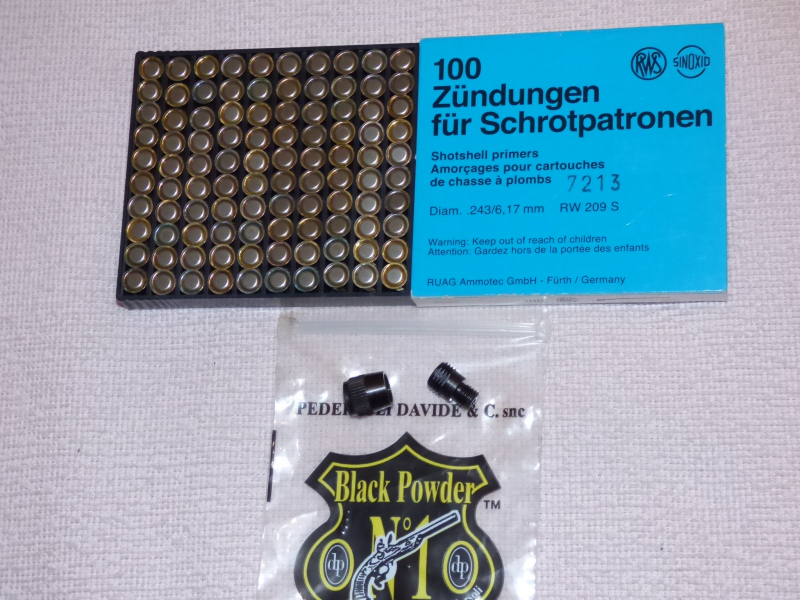 100
Zündungen
für Schrotpatronen
RWS
SINOXID
Shotshell primers
Amorçages pour cartouches
de chasse à plombs
7213
Diam. .243/6,17 mm RW 209 S
Warning: Keep out of reach of children
Attention: Gardez hors de la portée des enfants
RUAG Ammotec GmbH - Fürth / Germany
DAVIDE & C. snc
Black Powder
TM
N°1
dp
dp